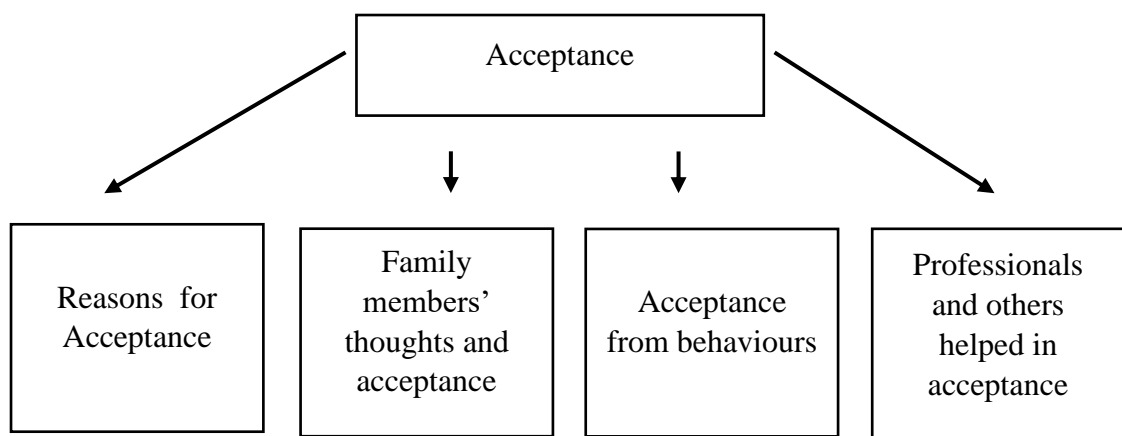 Acceptance
Reasons for
Acceptance
Family
members’
thoughts and
acceptance
Acceptance
from behaviours
Professionals
and others
helped in
acceptance